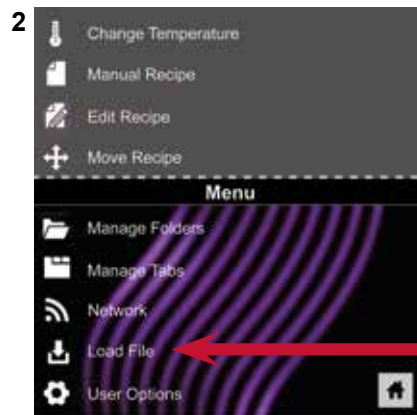 2
Change Temperature
Manual Recipe
Edit Recipe
Move Recipe
Menu
Manage Folders
Manage Tabs
Network
Load File
User Options